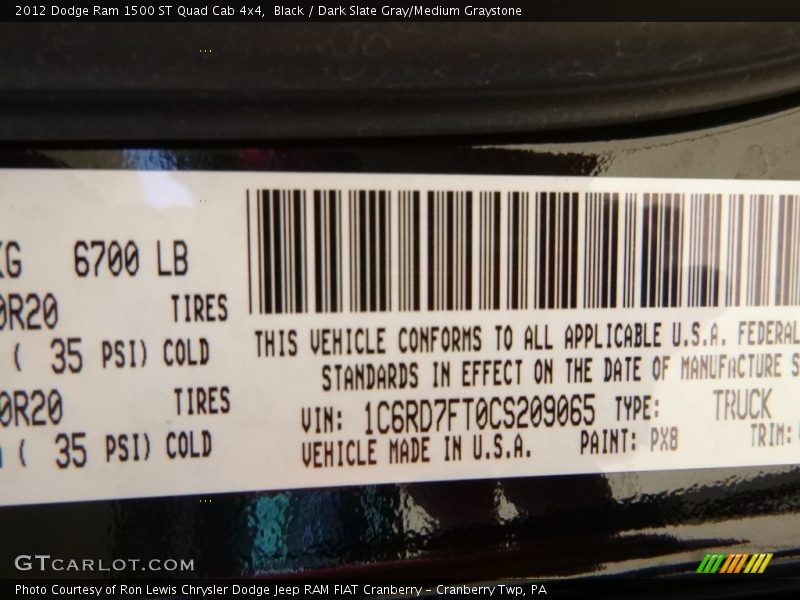 2012 Dodge Ram 1500 ST Quad Cab 4x4, Black / Dark Slate Gray/Medium Graystone
KG 6700 LB
0R20 TIRES
( 35 PSI) COLD
0R20 TIRES
( 35 PSI) COLD
THIS VEHICLE CONFORMS TO ALL APPLICABLE U.S.A. FEDERAL
STANDARDS IN EFFECT ON THE DATE OF MANUFACTURE S
VIN: 1C6RD7FT0CS209065 TYPE: TRUCK
VEHICLE MADE IN U.S.A. PAINT: PX8 TRIM:
GTCARLOT.COM
Photo Courtesy of Ron Lewis Chrysler Dodge Jeep RAM FIAT Cranberry – Cranberry Twp, PA